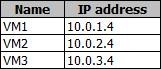 Name IP address
VM1 10.0.1.4
VM2 10.0.2.4
VM3 10.0.3.4